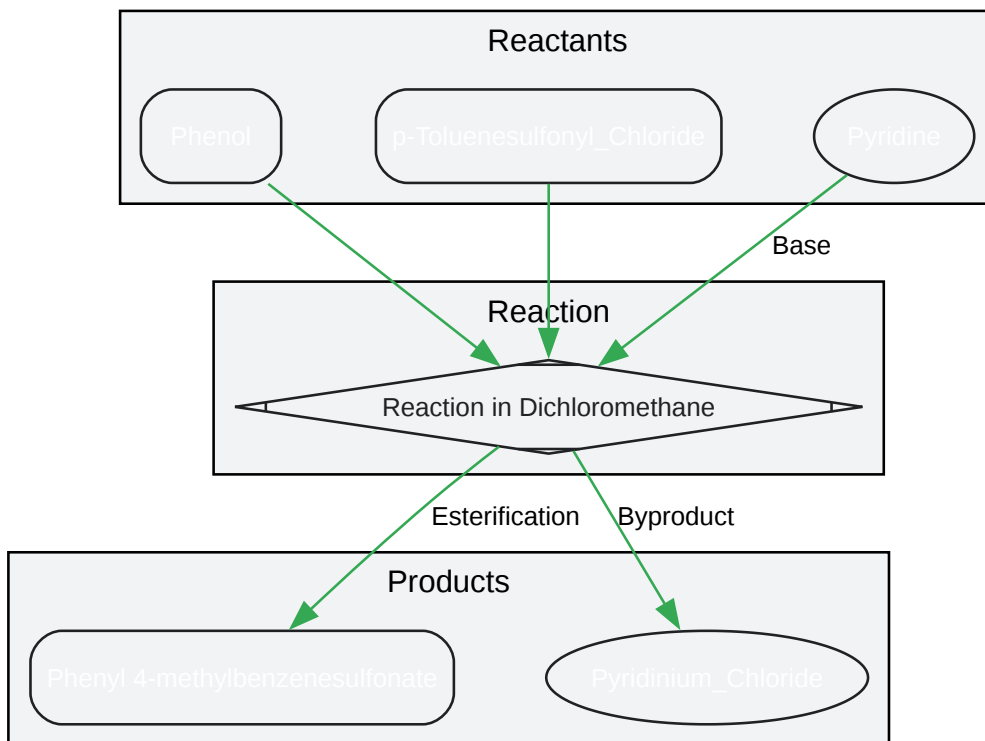 Reactants
Phenol
p-Toluenesulfonyl_Chloride
Pyridine
Base
Reaction
Reaction in Dichloromethane
Esterification
Byproduct
Products
Phenyl 4-methylbenzenesulfonate
Pyridinium_Chloride